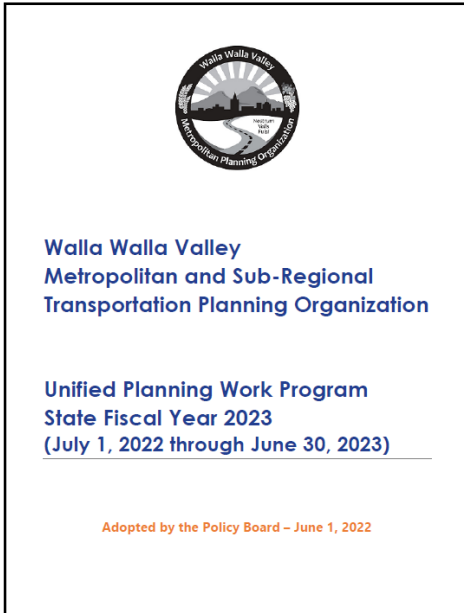 Walla Walla Valley
Metropolitan Planning Organization
Walla Walla Valley
Metropolitan and Sub-Regional
Transportation Planning Organization
Unified Planning Work Program
State Fiscal Year 2023
(July 1, 2022 through June 30, 2023)
Adopted by the Policy Board – June 1, 2022